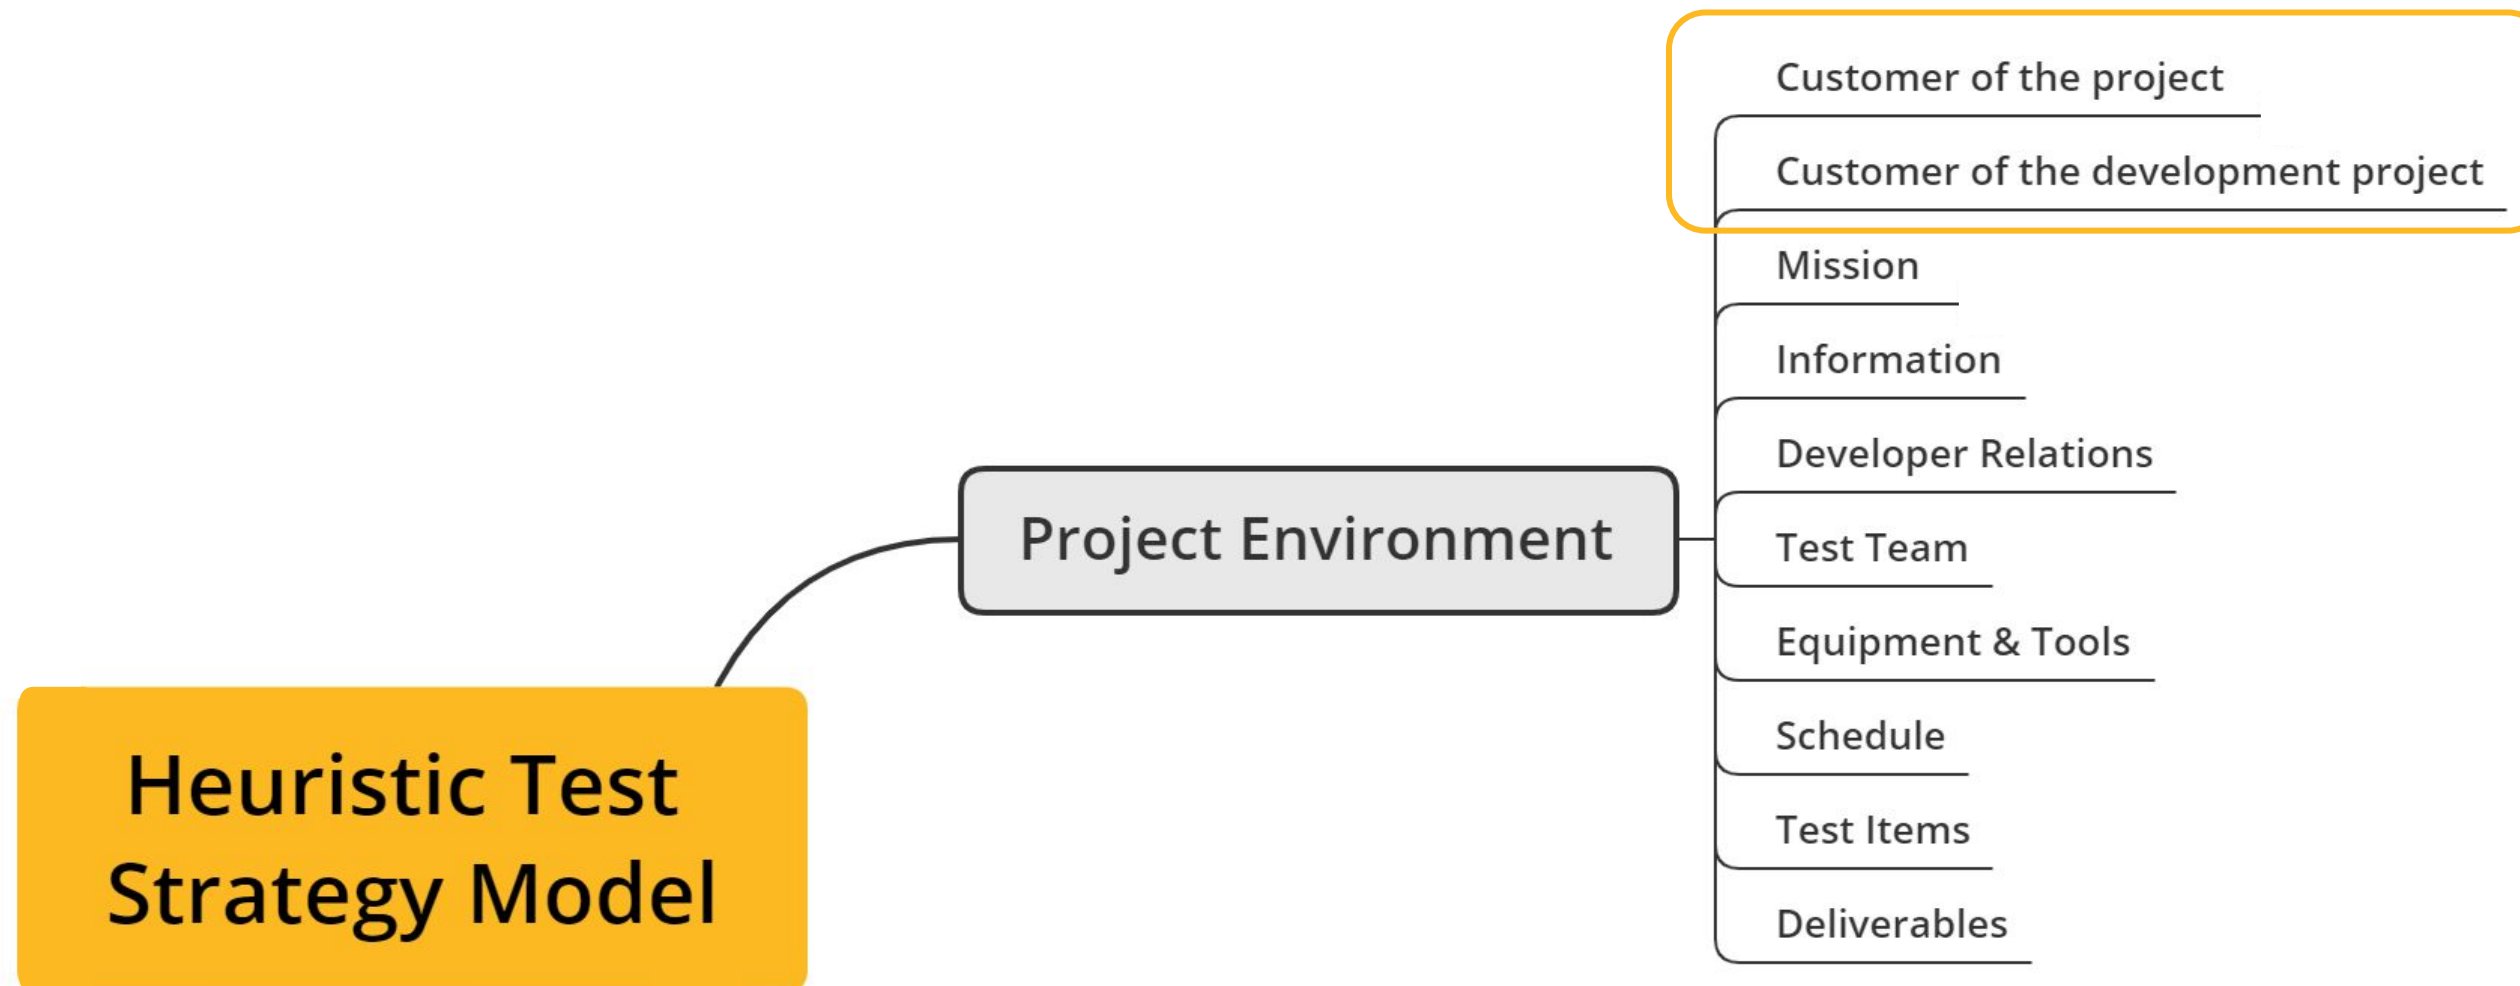 Customer of the project
Customer of the development project
Mission
Information
Developer Relations
Project Environment
Test Team
Equipment & Tools
Schedule
Heuristic Test
Strategy Model
Test Items
Deliverables